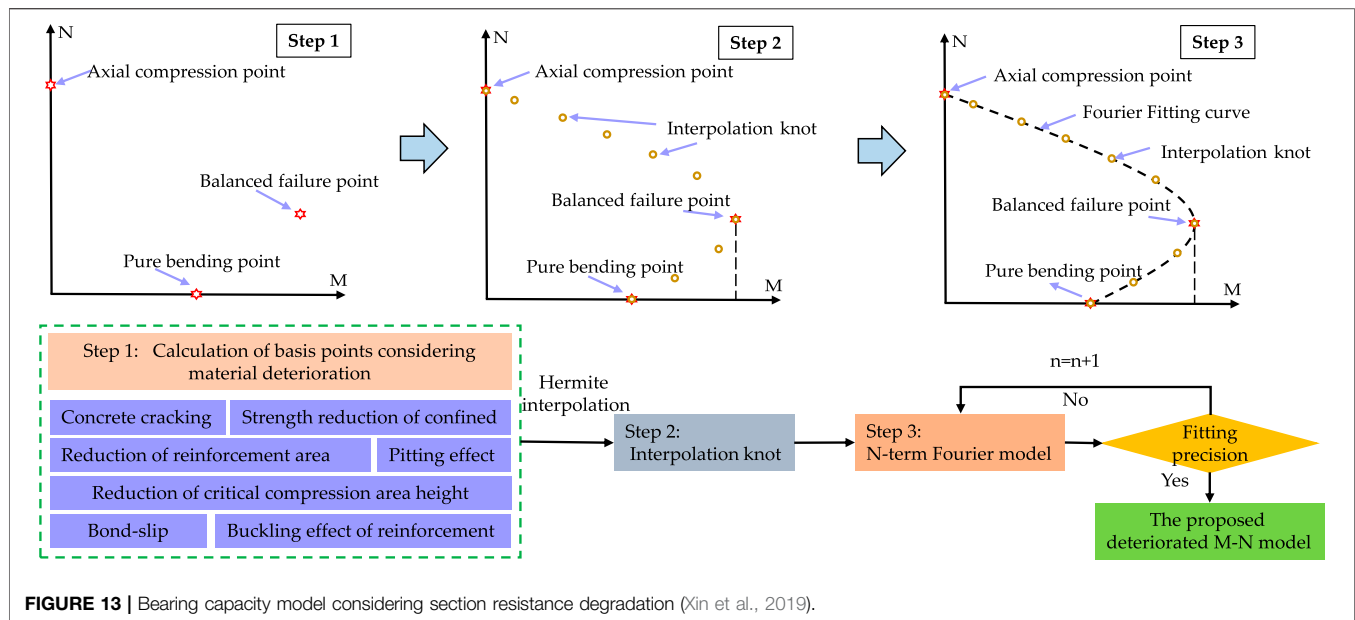 N
Step 1
Axial compression point
Balanced failure point
Pure bending point
M
N
Step 2
Axial compression point
Interpolation knot
Balanced failure point
Pure bending point
M
N
Step 3
Axial compression point
Fourier Fitting curve
Interpolation knot
Balanced failure point
Pure bending point
M
Step 1: Calculation of basis points considering
material deterioration
Concrete cracking
Strength reduction of confined
Reduction of reinforcement area
Pitting effect
Reduction of critical compression area height
Bond-slip
Buckling effect of reinforcement
Hermite
interpolation
Step 2:
Interpolation knot
Step 3:
N-term Fourier model
n=n+1
No
Fitting
precision
Yes
The proposed
deteriorated M-N model
FIGURE 13 | Bearing capacity model considering section resistance degradation (Xin et al., 2019).